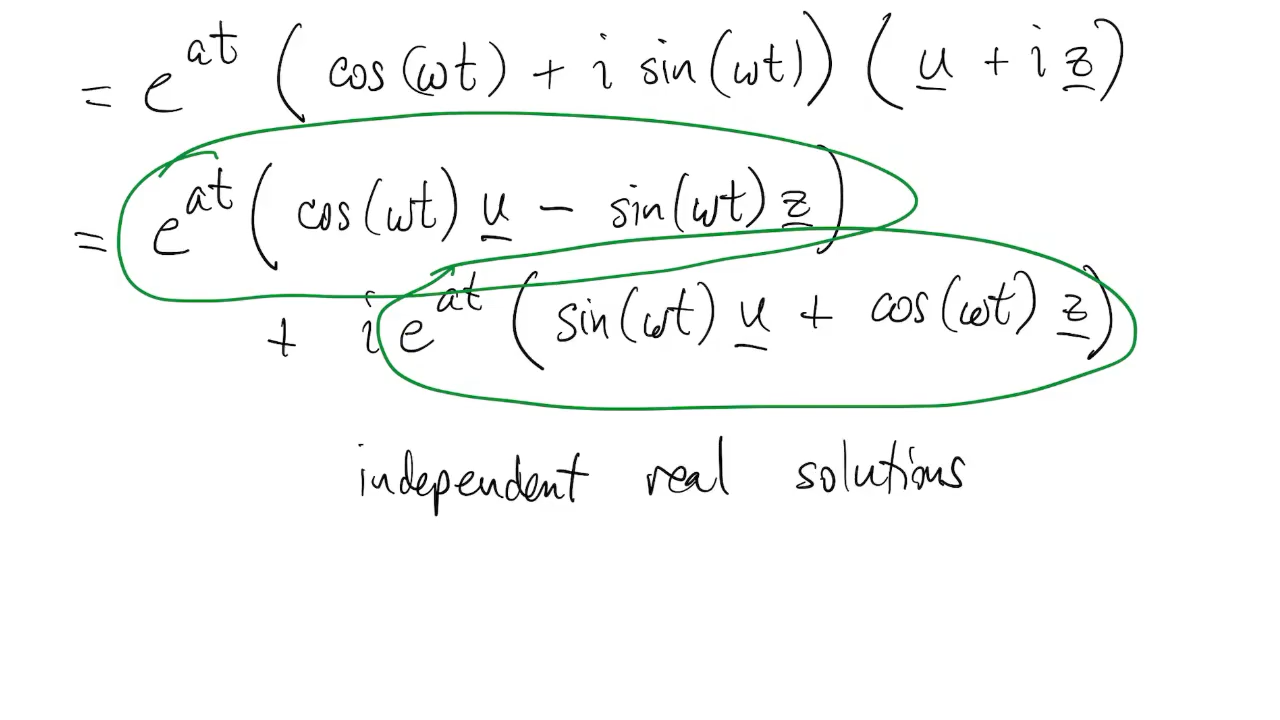 = e^{at} (cos(ωt) + i sin(ωt)) (u̲ + i z̲)
= e^{at} (cos(ωt) u̲ − sin(ωt) z̲)
+ i e^{at} (sin(ωt) u̲ + cos(ωt) z̲)
independent real solutions